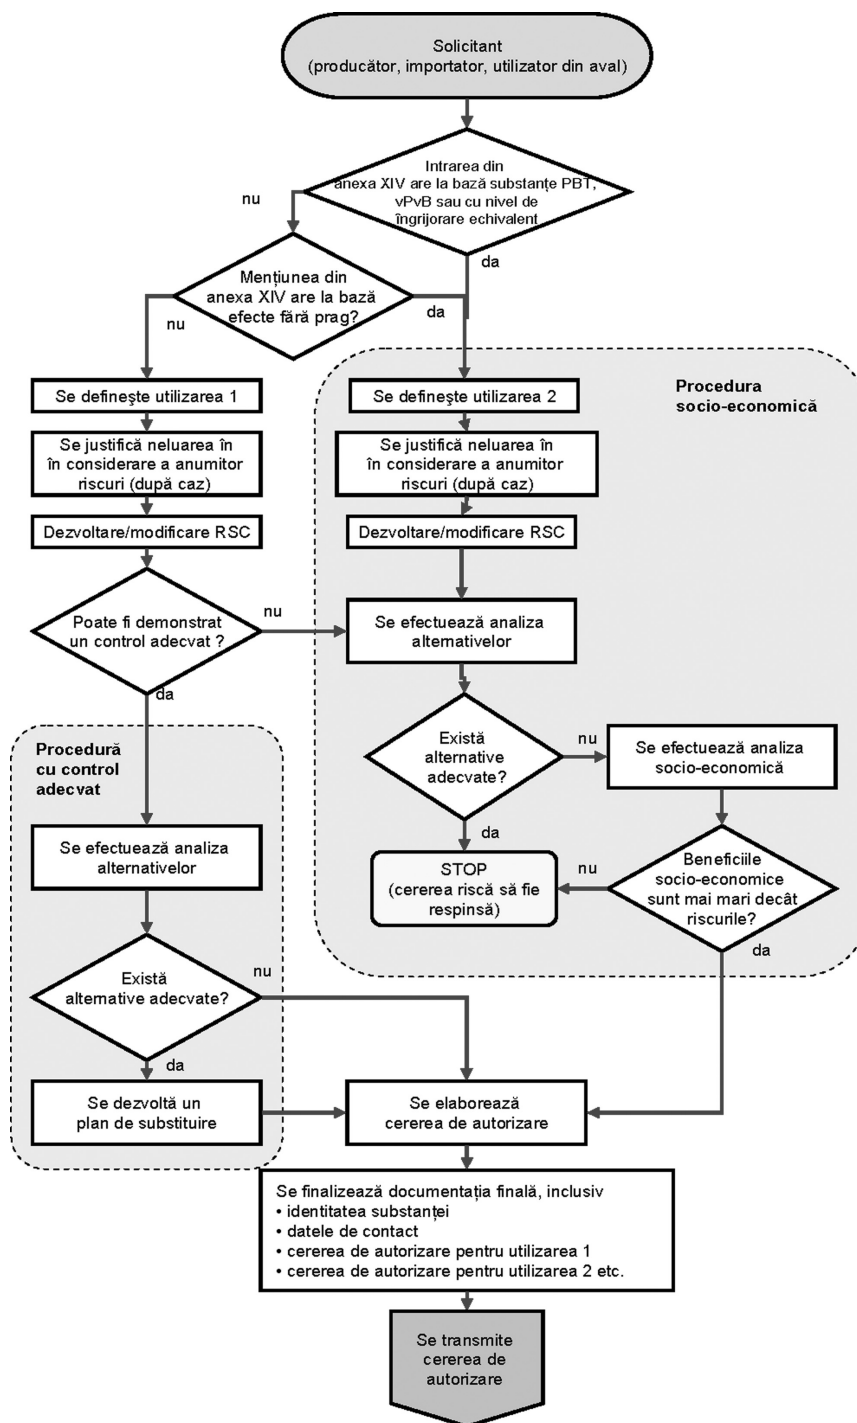 Solicitant
(producător, importator, utilizator din aval)
Intrarea din
anexa XIV are la bază substanțe PBT,
vPvB sau cu nivel de
îngrijorare echivalent
nu
da
Mențiunea din
anexa XIV are la bază
efecte fără prag?
nu
da
Procedura
socio-economică
Se defineşte utilizarea 1
Se defineşte utilizarea 2
Se justifică neluarea în
în considerare a anumitor
riscuri (după caz)
Se justifică neluarea în
în considerare a anumitor
riscuri (după caz)
Dezvoltare/modificare RSC
Dezvoltare/modificare RSC
Poate fi demonstrat
un control adecvat ?
nu
da
Se efectuează analiza
alternativelor
Procedură
cu control
adecvat
Există
alternative
adecvate?
nu
da
Se efectuează analiza
socio-economică
Se efectuează analiza
alternativelor
STOP
(cererea riscă să fie
respinsă)
nu
Beneficiile
socio-economice
sunt mai mari decât
riscurile?
da
Există
alternative adecvate?
nu
da
Se dezvoltă un
plan de substituire
Se elaborează
cererea de autorizare
Se finalizează documentația finală, inclusiv
• identitatea substanței
• datele de contact
• cererea de autorizare pentru utilizarea 1
• cererea de autorizare pentru utilizarea 2 etc.
Se transmite
cererea de
autorizare